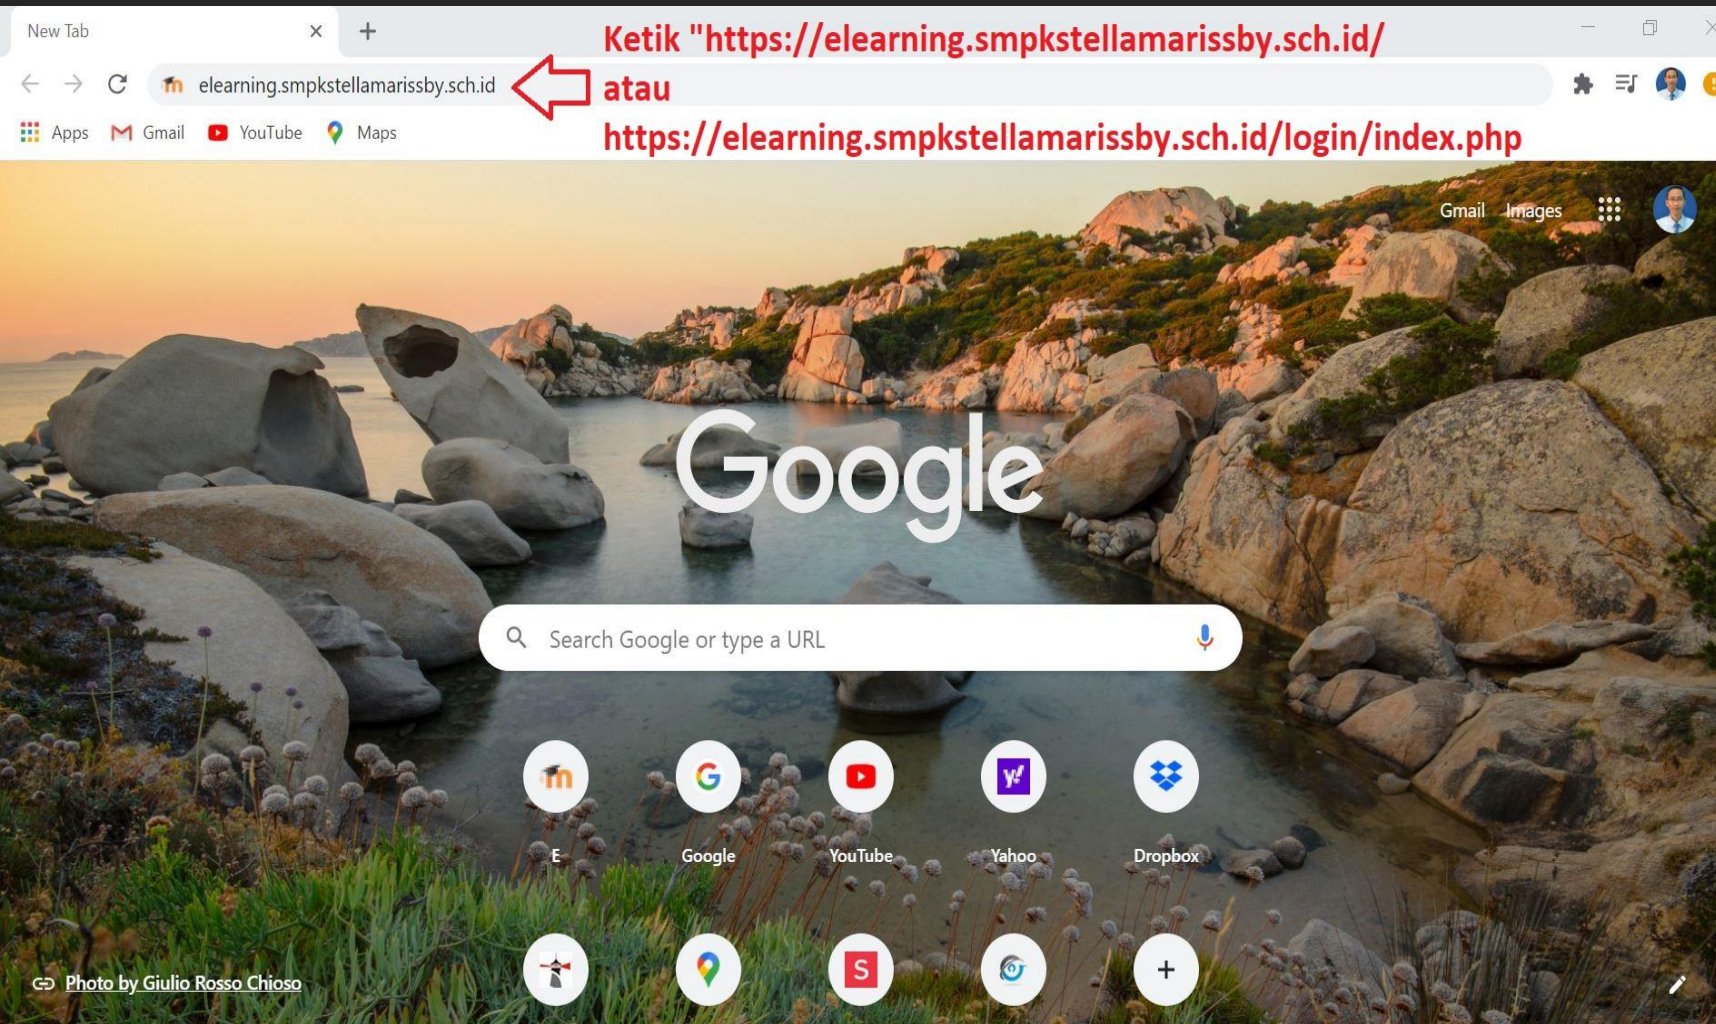 New Tab
Ketik "https://elearning.smpkstellamarissby.sch.id/
elearning.smpkstellamarissby.sch.id
atau
Apps Gmail YouTube Maps
https://elearning.smpkstellamarissby.sch.id/login/index.php
Gmail Images
Google
Search Google or type a URL
E Google YouTube Yahoo Dropbox
Photo by Giulio Rosso Chioso